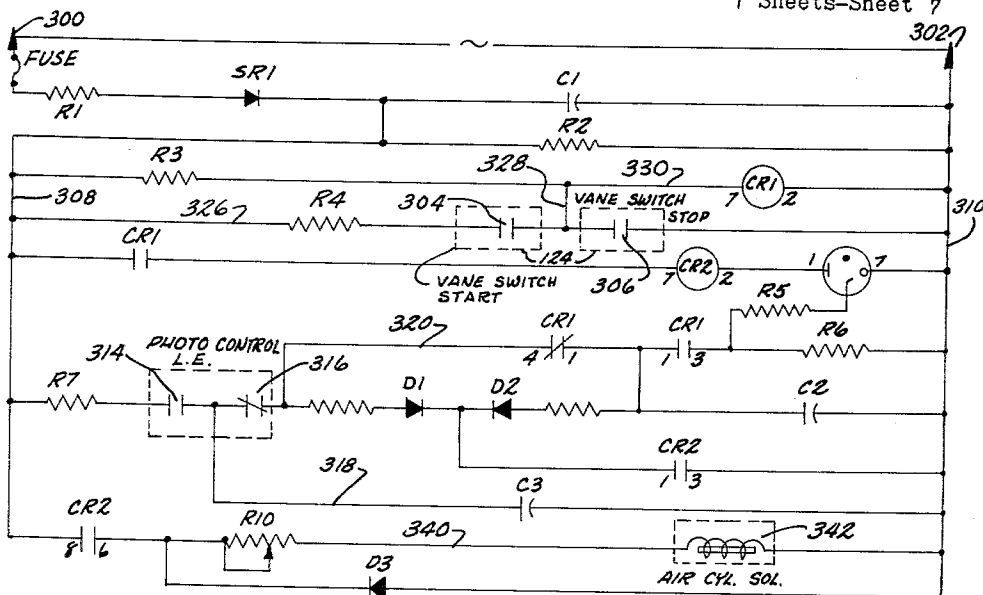 7 Sheets-Sheet 7
300
302
FUSE
~
R1
SR1
C1
R2
R3
328
330
CR1
7
2
308
326
R4
304
VANE SWITCH
STOP
310
CR1
124
306
7
CR2
2
1
7
VANE SWITCH
START
R5
320
CR1
4
1
CR1
1
3
R6
314
PHOTO CONTROL
L.E.
316
R7
D1
D2
C2
CR2
1
3
318
C3
CR2
8
6
R10
340
342
D3
AIR CYL. SOL.